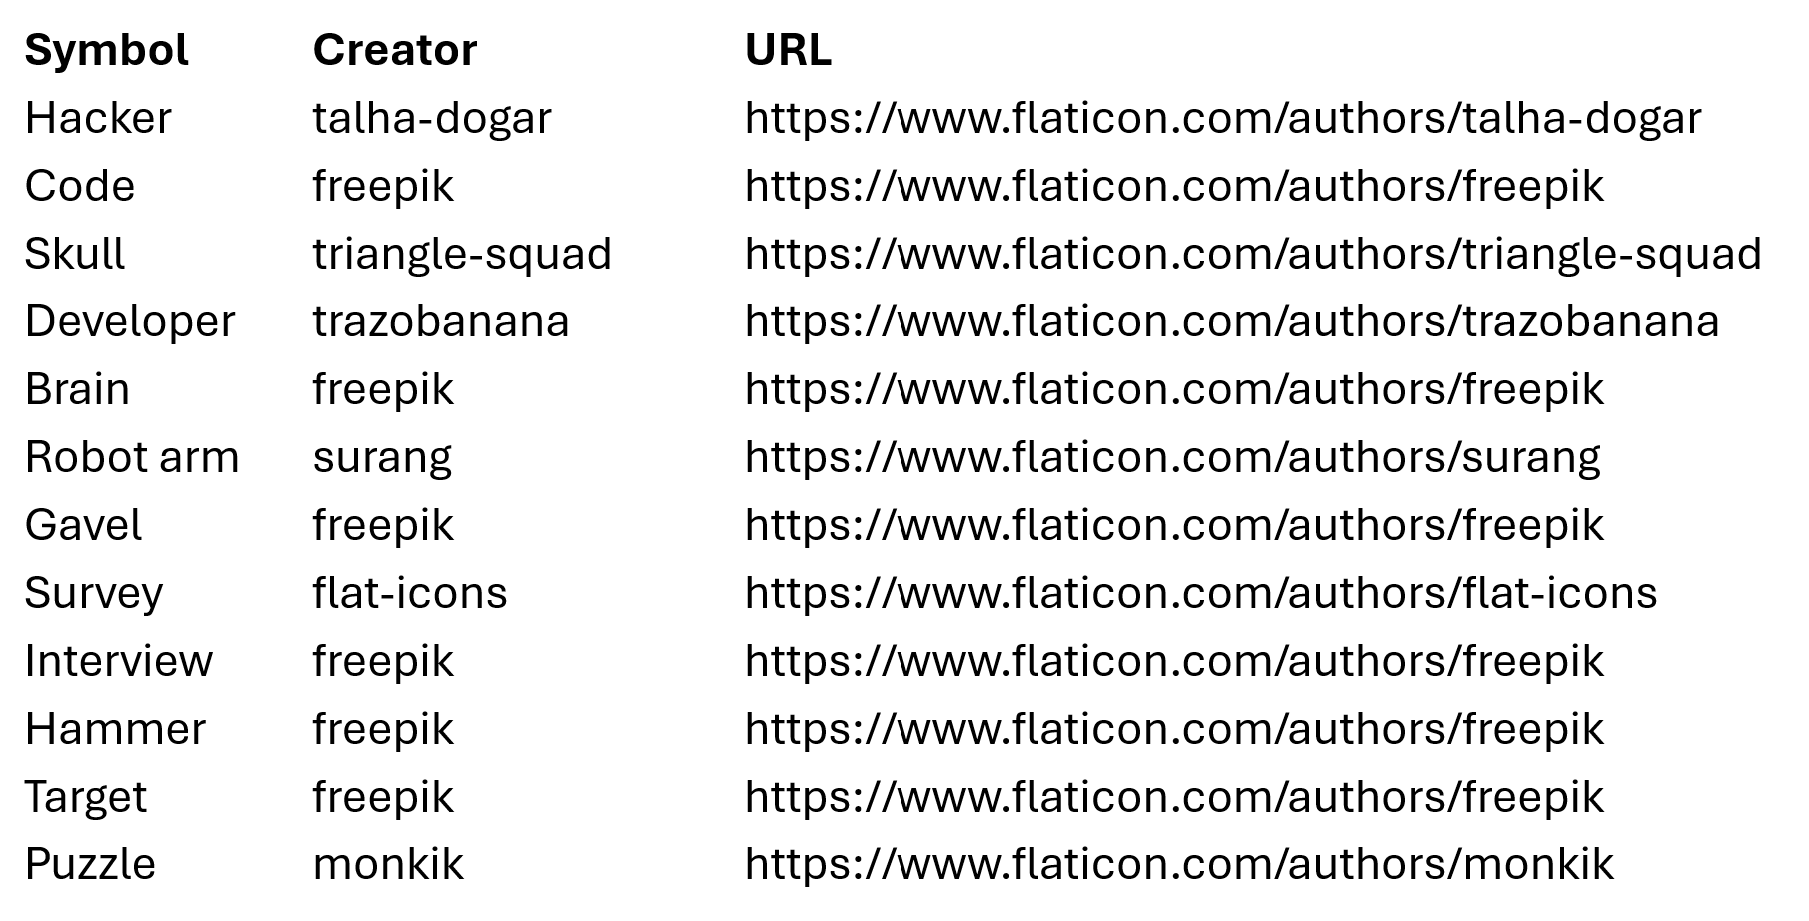 Symbol Creator URL
Hacker talha-dogar https://www.flaticon.com/authors/talha-dogar
Code freepik https://www.flaticon.com/authors/freepik
Skull triangle-squad https://www.flaticon.com/authors/triangle-squad
Developer trazobanana https://www.flaticon.com/authors/trazobanana
Brain freepik https://www.flaticon.com/authors/freepik
Robot arm surang https://www.flaticon.com/authors/surang
Gavel freepik https://www.flaticon.com/authors/freepik
Survey flat-icons https://www.flaticon.com/authors/flat-icons
Interview freepik https://www.flaticon.com/authors/freepik
Hammer freepik https://www.flaticon.com/authors/freepik
Target freepik https://www.flaticon.com/authors/freepik
Puzzle monkik https://www.flaticon.com/authors/monkik